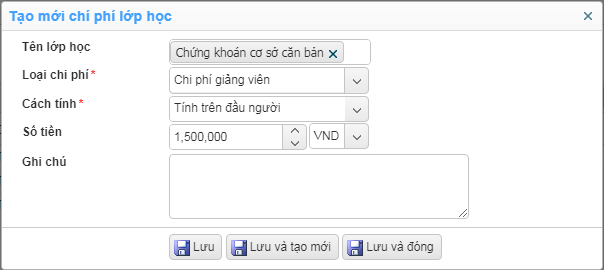 Tạo mới chí phí lớp học
Tên lớp học
Chứng khoán cơ sở căn bản
Loại chi phí *
Chi phí giảng viên
Cách tính *
Tính trên đầu người
Số tiền
1,500,000
VND
Ghi chú
Lưu
Lưu và tạo mới
Lưu và đóng